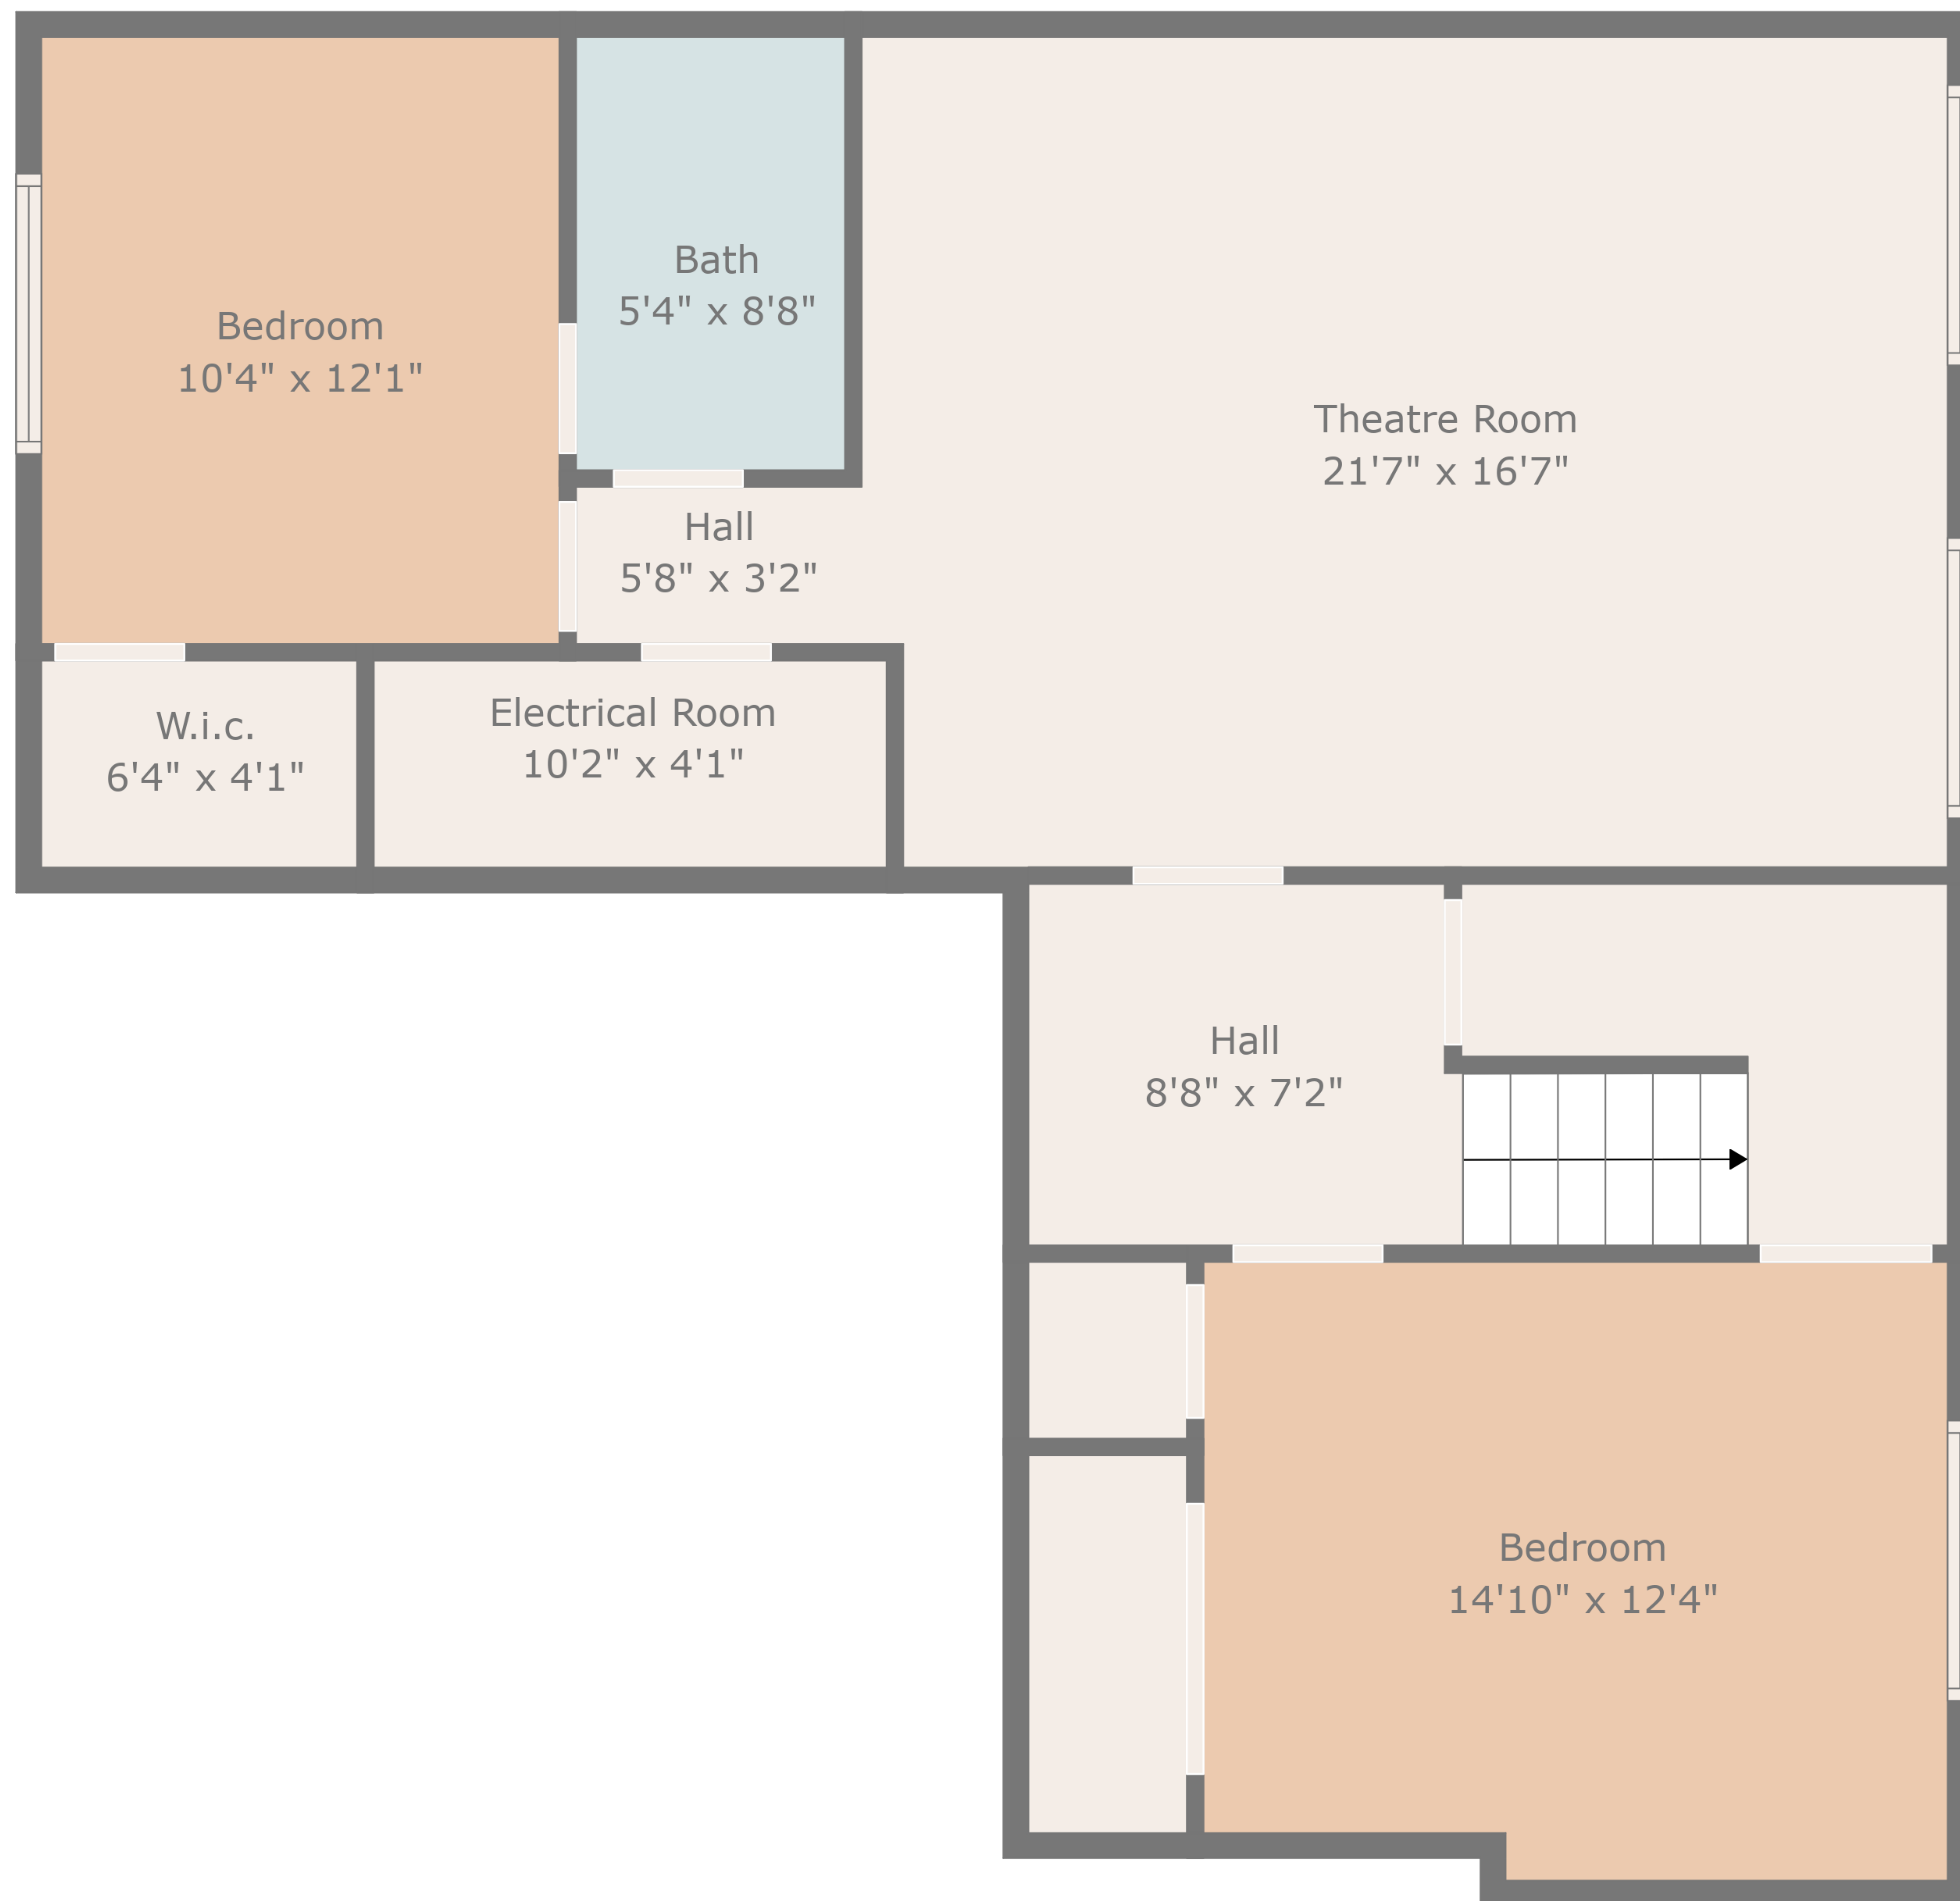 Bedroom
10'4" x 12'1"
Bath
5'4" x 8'8"
Theatre Room
21'7" x 16'7"
Hall
5'8" x 3'2"
W.i.c.
6'4" x 4'1"
Electrical Room
10'2" x 4'1"
Hall
8'8" x 7'2"
Bedroom
14'10" x 12'4"